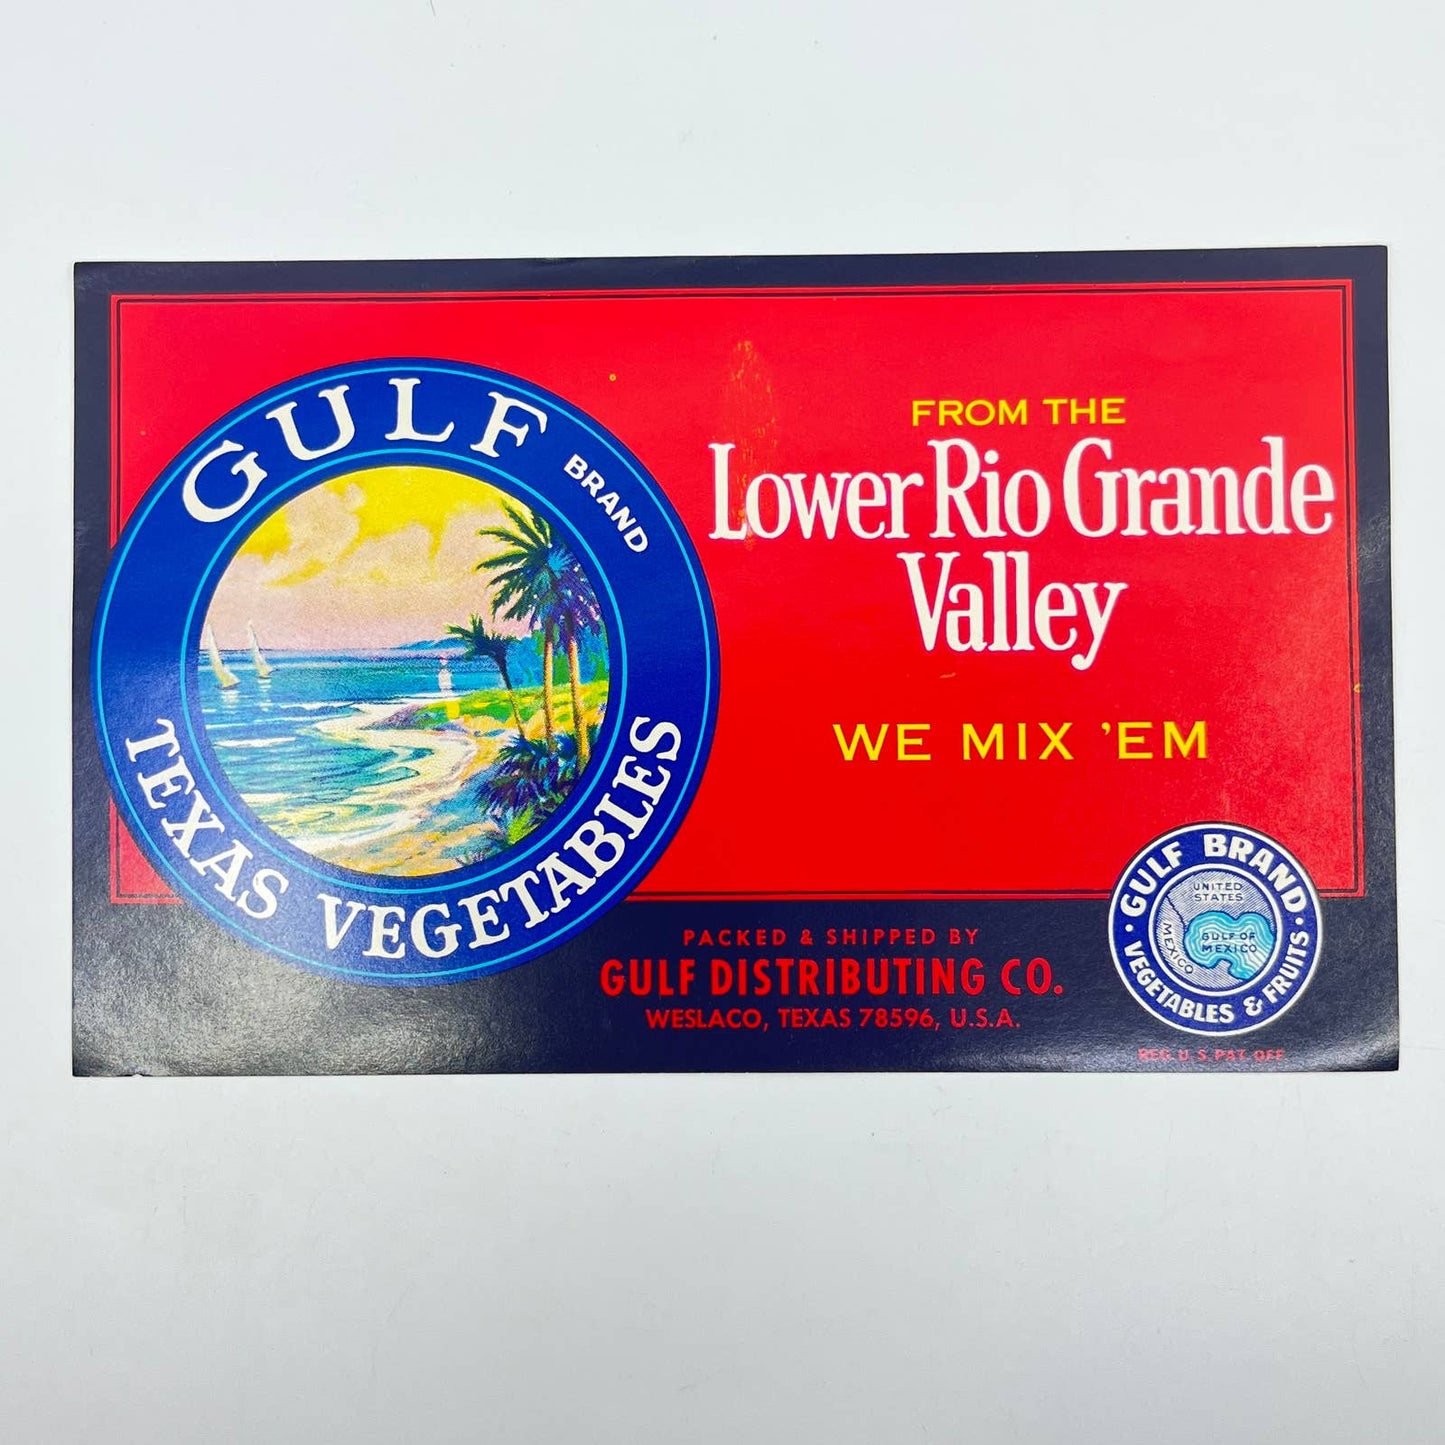 GULF BRAND
TEXAS VEGETABLES
FROM THE
Lower Rio Grande
Valley
WE MIX 'EM
PACKED & SHIPPED BY
GULF DISTRIBUTING CO.
WESLACO, TEXAS 78596, U.S.A.
GULF BRAND
UNITED
STATES
MEXICO
GULF OF
MEXICO
VEGETABLES & FRUITS
REG. U. S. PAT. OFF.